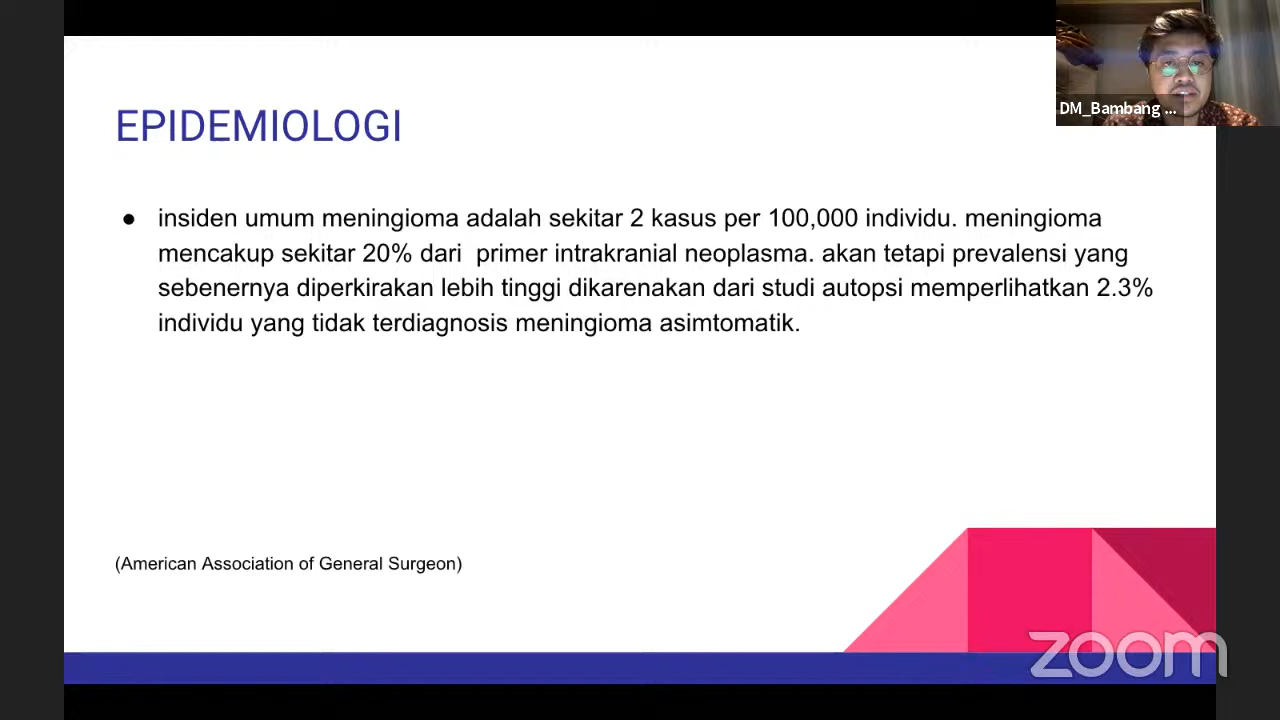 DM_Bambang ...
EPIDEMIOLOGI
● insiden umum meningioma adalah sekitar 2 kasus per 100,000 individu. meningioma
mencakup sekitar 20% dari  primer intrakranial neoplasma. akan tetapi prevalensi yang
sebenernya diperkirakan lebih tinggi dikarenakan dari studi autopsi memperlihatkan 2.3%
individu yang tidak terdiagnosis meningioma asimtomatik.
(American Association of General Surgeon)
zoom